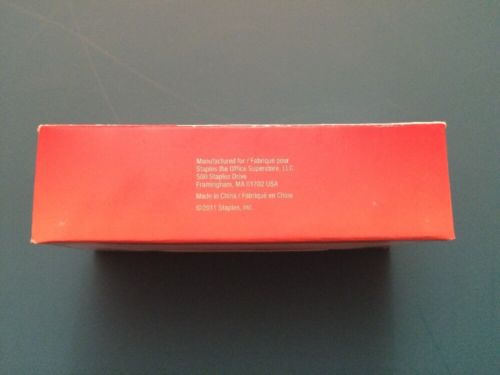 Manufactured for / Fabriqué pour
Staples the Office Superstore, LLC
500 Staples Drive
Framingham, MA 01702 USA
Made in China / Fabriqué en Chine
©2011 Staples, Inc.